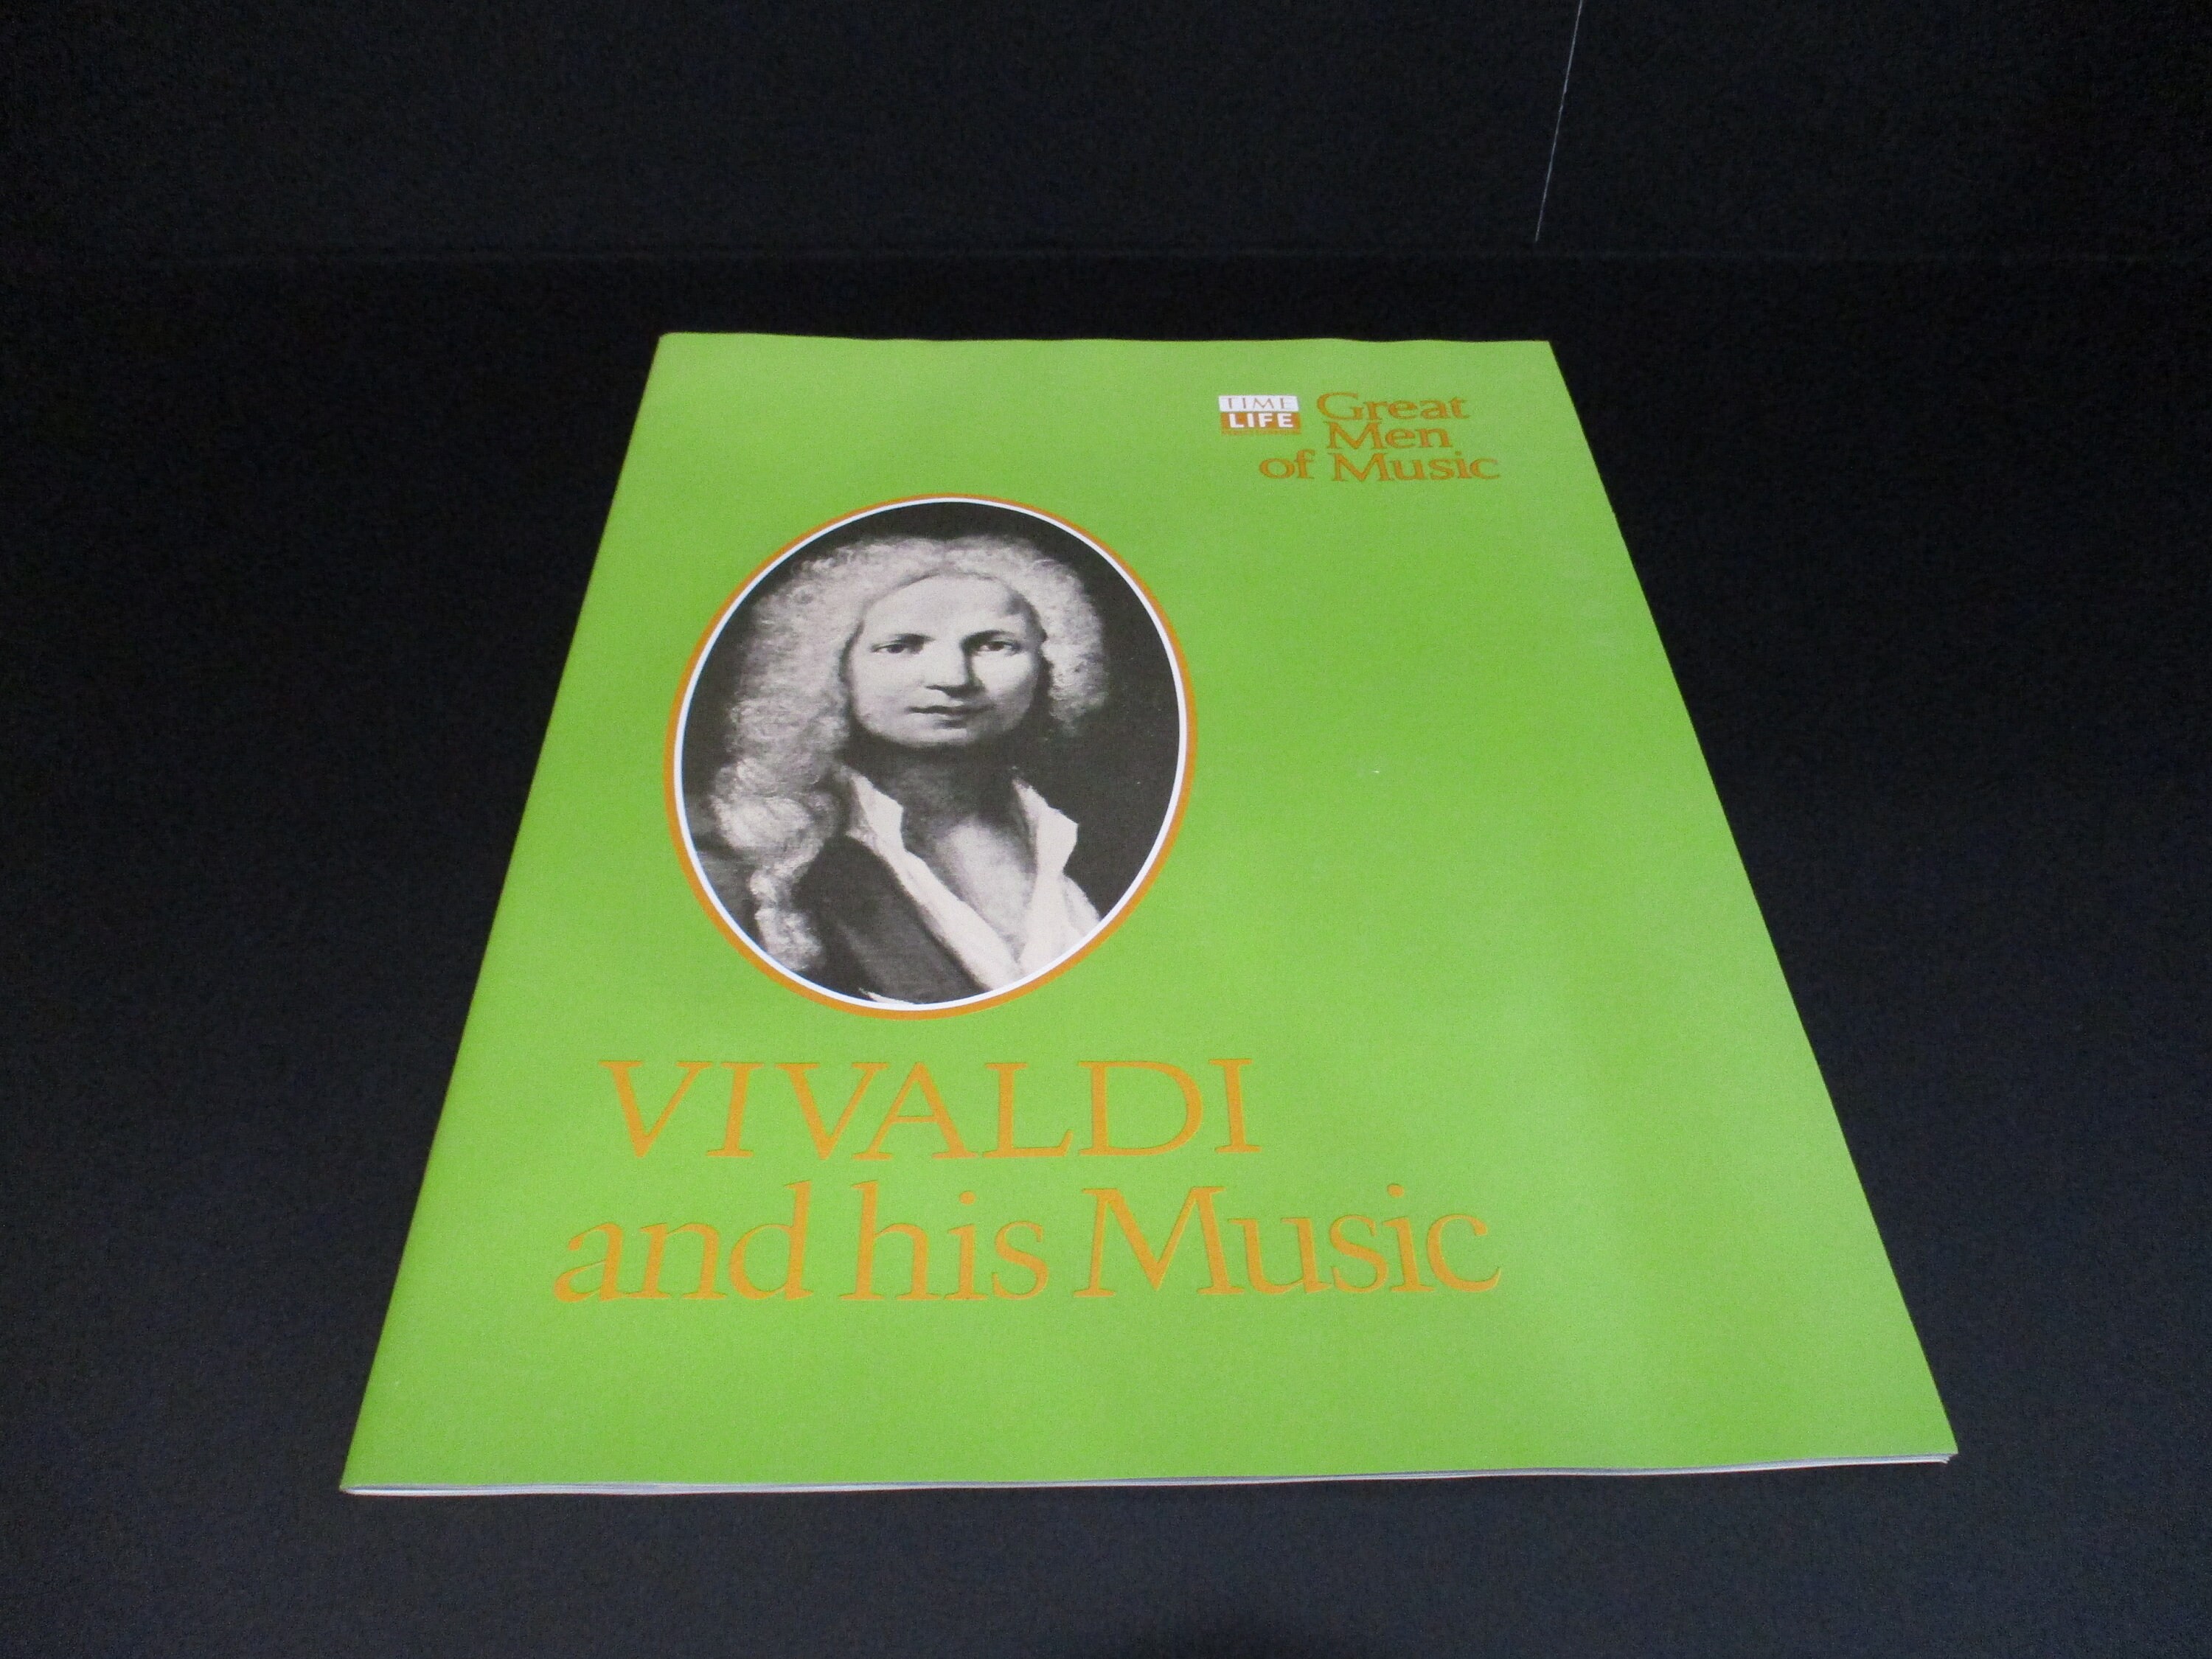 TIME
LIFE
Great
Men
of Music
VIVALDI
and his Music